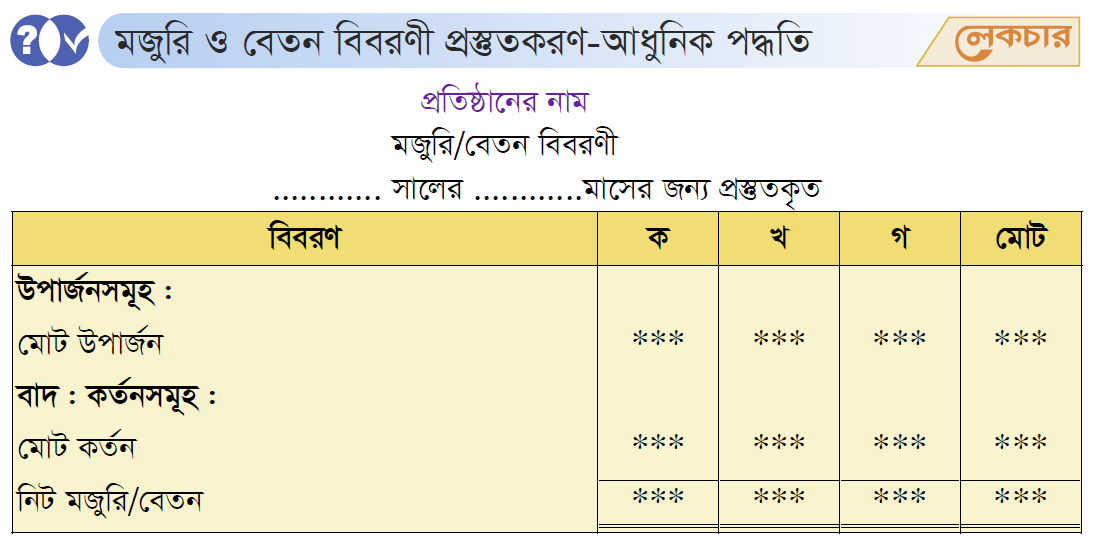 ?
মজুরি ও বেতন বিবরণী প্রস্তুতকরণ-আধুনিক পদ্ধতি
লেকচার
প্রতিষ্ঠানের নাম
মজুরি/বেতন বিবরণী
............ সালের ............মাসের জন্য প্রস্তুতকৃত
বিবরণ ক খ গ মোট
উপার্জনসমূহ :
মোট উপার্জন *** *** *** ***
বাদ : কর্তনসমূহ :
মোট কর্তন *** *** *** ***
নিট মজুরি/বেতন *** *** *** ***